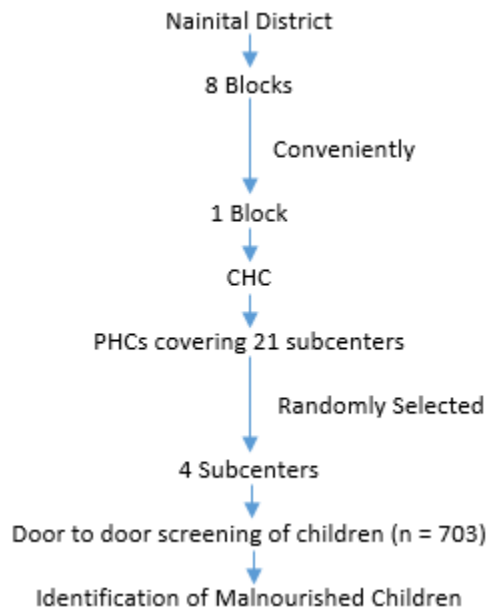 Nainital District
8 Blocks
Conveniently
1 Block
CHC
PHCs covering 21 subcenters
Randomly Selected
4 Subcenters
Door to door screening of children (n = 703)
Identification of Malnourished Children